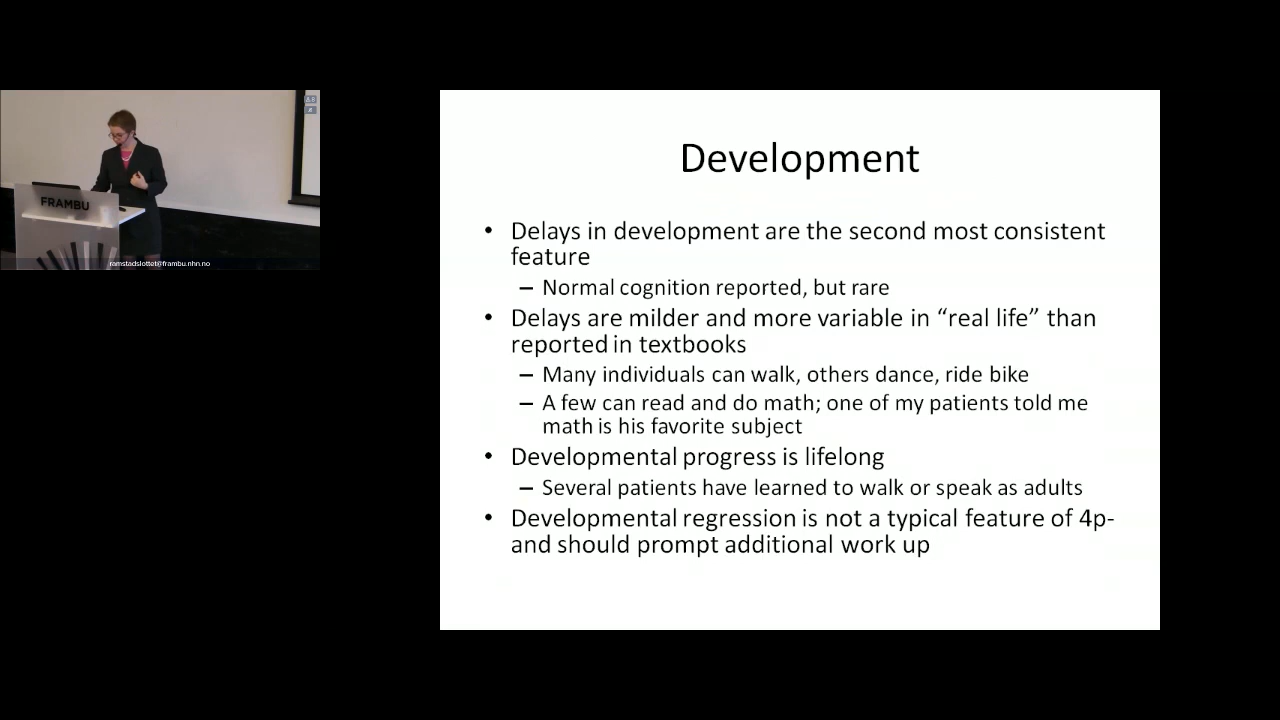 FRAMBU
ramstadslottet@frambu.nhn.no
Development
• Delays in development are the second most consistent
feature
– Normal cognition reported, but rare
• Delays are milder and more variable in “real life” than
reported in textbooks
– Many individuals can walk, others dance, ride bike
– A few can read and do math; one of my patients told me
math is his favorite subject
• Developmental progress is lifelong
– Several patients have learned to walk or speak as adults
• Developmental regression is not a typical feature of 4p-
and should prompt additional work up